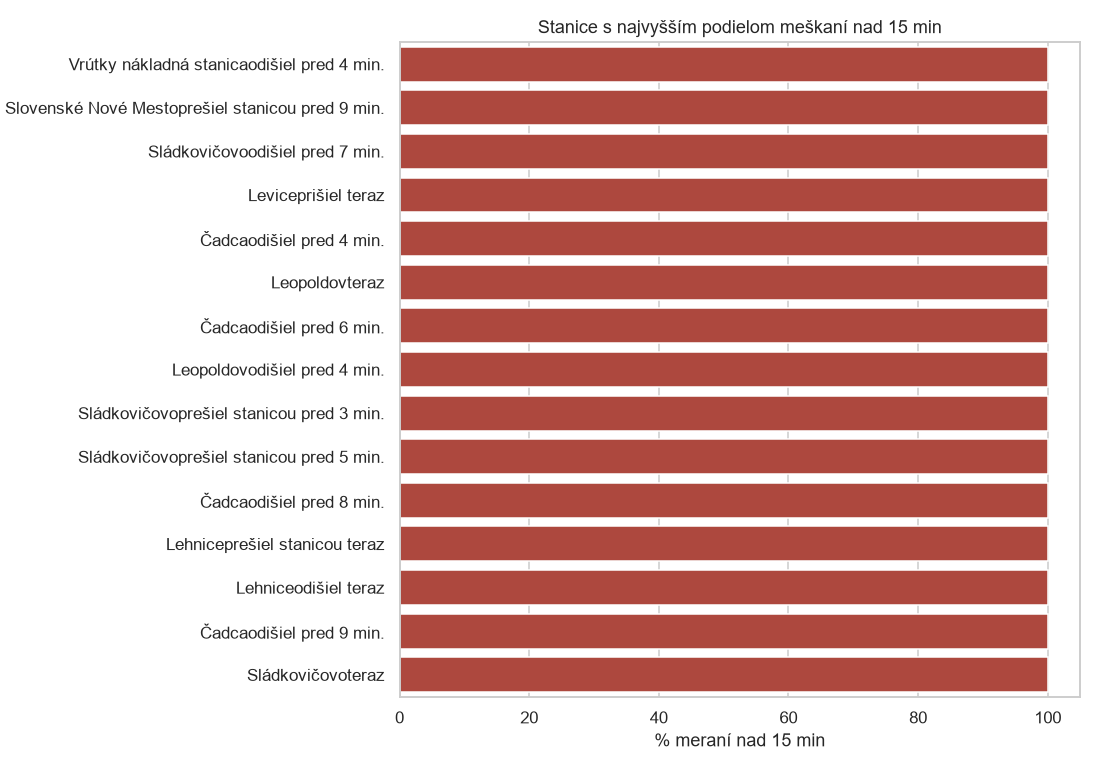 Stanice s najvyšším podielom meškaní nad 15 min
Vrútky nákladná stanicaodišiel pred 4 min.
Slovenské Nové Mestoprešiel stanicou pred 9 min.
Sládkovičovoodišiel pred 7 min.
Leviceprišiel teraz
Čadcaodišiel pred 4 min.
Leopoldovteraz
Čadcaodišiel pred 6 min.
Leopoldovodišiel pred 4 min.
Sládkovičovoprešiel stanicou pred 3 min.
Sládkovičovoprešiel stanicou pred 5 min.
Čadcaodišiel pred 8 min.
Lehniceprešiel stanicou teraz
Lehniceodišiel teraz
Čadcaodišiel pred 9 min.
Sládkovičovoteraz
0 20 40 60 80 100
% meraní nad 15 min